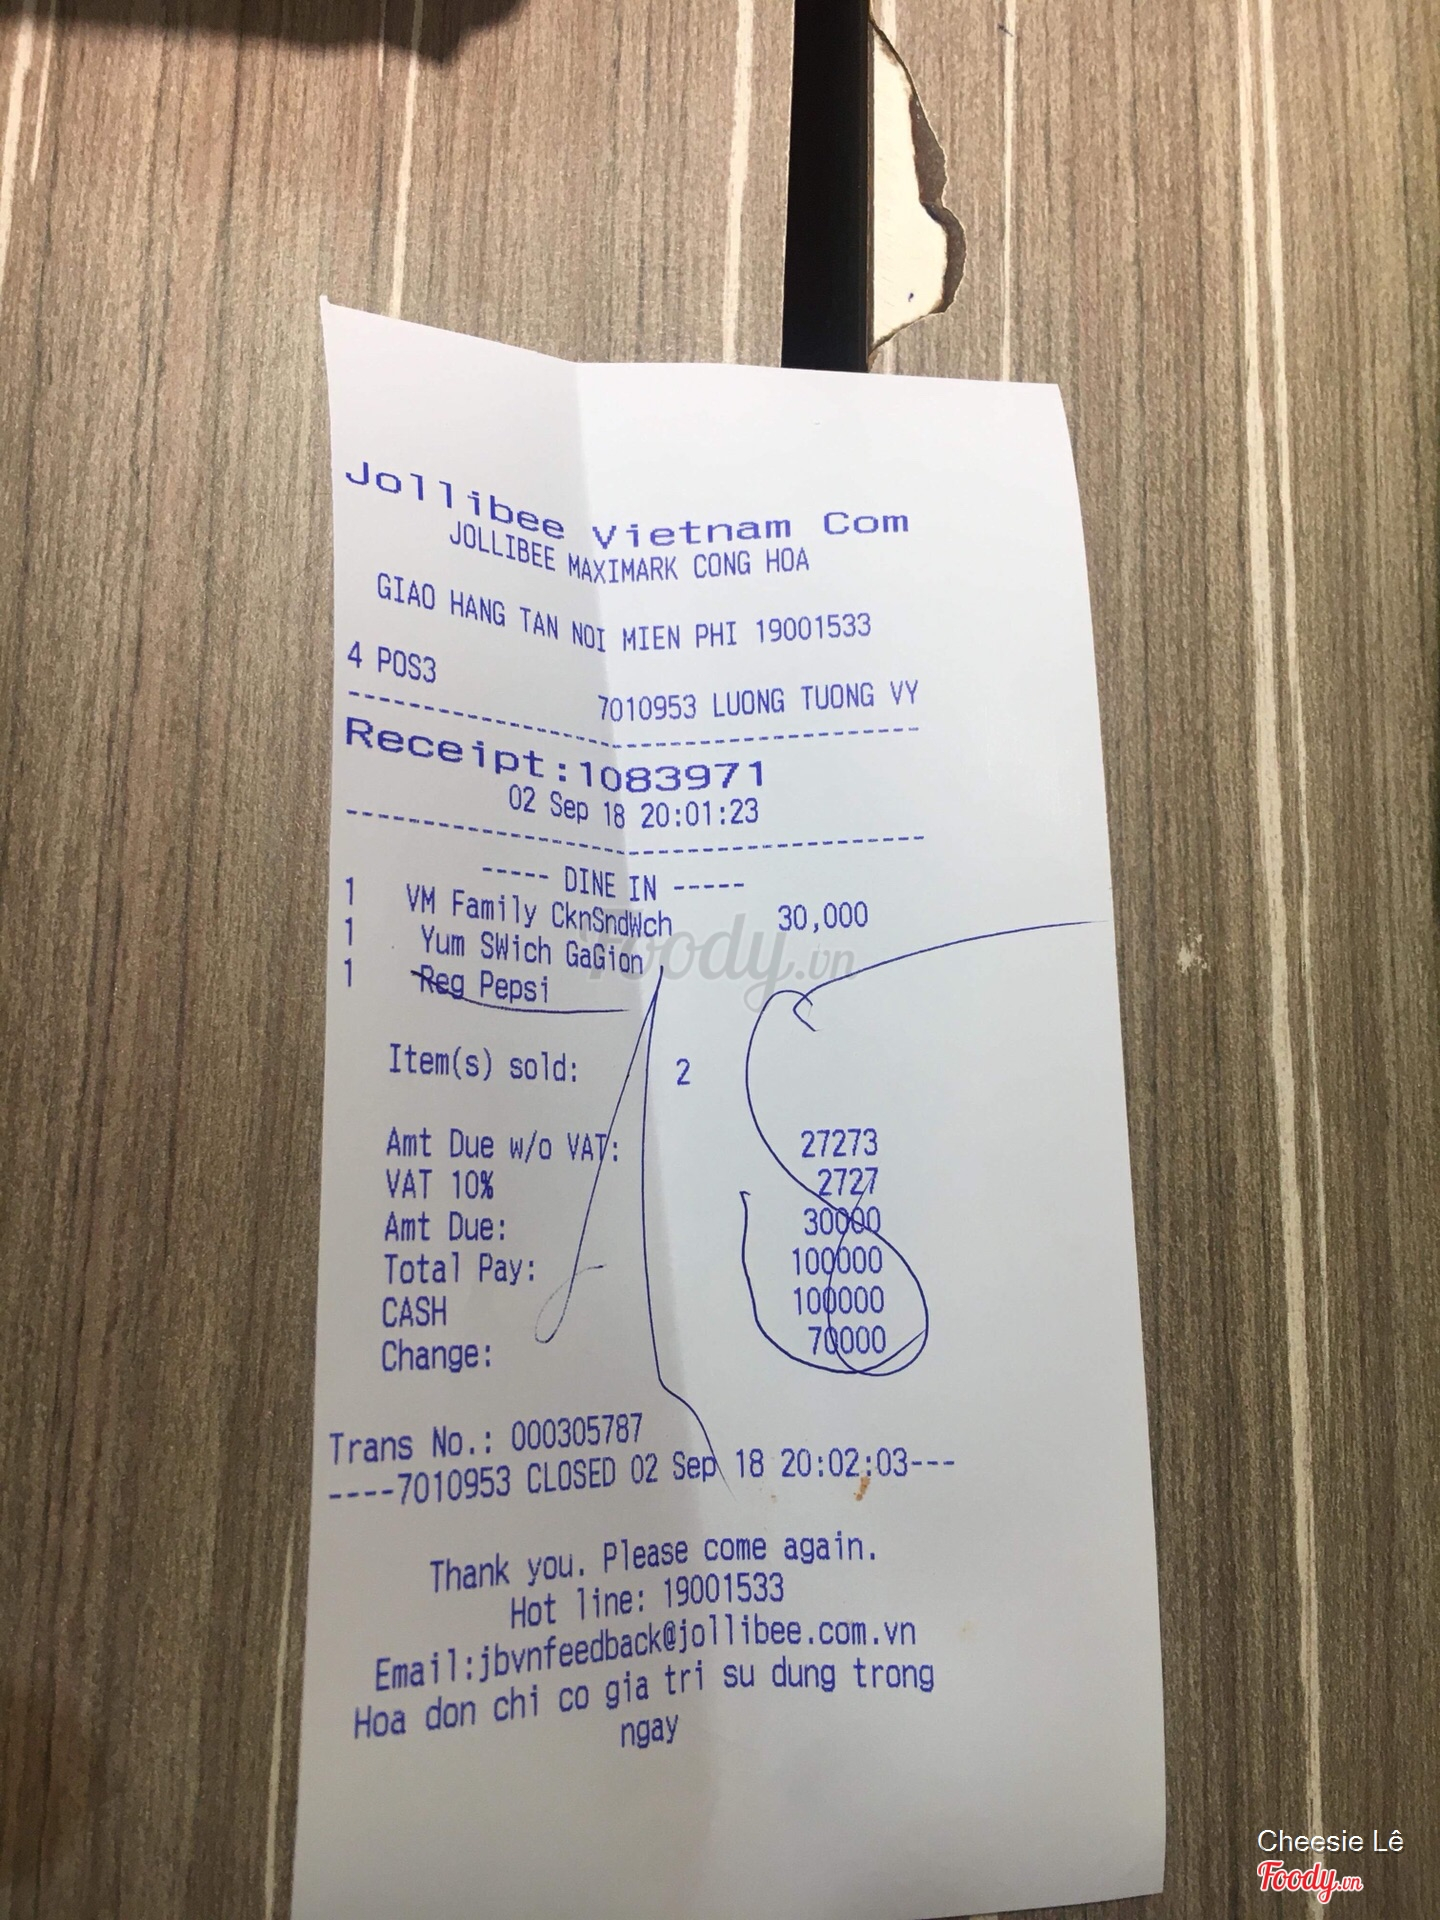 Jollibee Vietnam Com
JOLLIBEE MAXIMARK CONG HOA
GIAO HANG TAN NOI MIEN PHI 19001533
4 POS3
7010953 LUONG TUONG VY
Receipt:1083971
02 Sep 18 20:01:23
----- DINE IN -----
1 VM Family CknSndWch 30,000
1 Yum SWich GaGion
1 Reg Pepsi
Foody.vn
Item(s) sold: 2
Amt Due w/o VAT: 27273
VAT 10% 2727
Amt Due: 30000
Total Pay: 100000
CASH 100000
Change: 70000
Trans No.: 000305787
----7010953 CLOSED 02 Sep 18 20:02:03---
Thank you. Please come again.
Hot line: 19001533
Email:jbvnfeedback@jollibee.com.vn
Hoa don chi co gia tri su dung trong
ngay
Cheesie Lê
Foody.vn